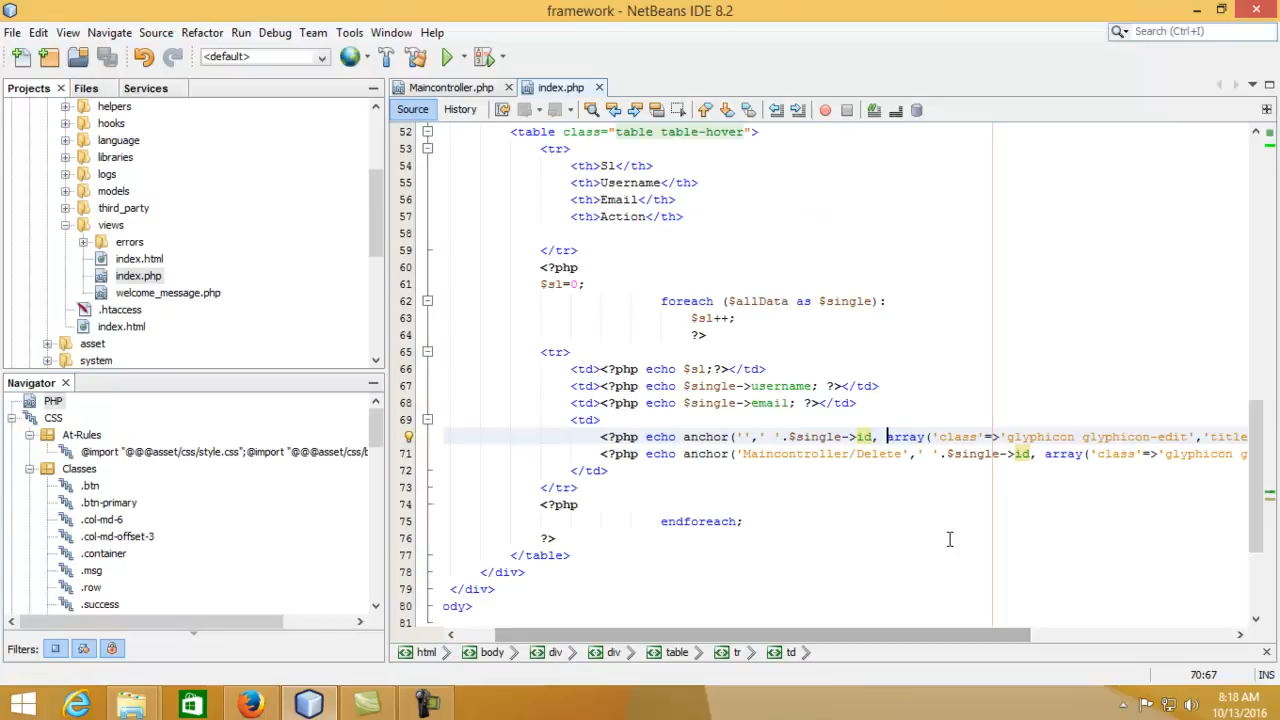 framework - NetBeans IDE 8.2
File Edit View Navigate Source Refactor Run Debug Team Tools Window Help
Search (Ctrl+I)
<default>
Projects Files Services
helpers
hooks
language
libraries
logs
models
third_party
views
errors
index.html
index.php
welcome_message.php
.htaccess
index.html
asset
system
Navigator
PHP
CSS
At-Rules
@import "@@@asset/css/style.css";@import "@@@asset/css/b
Classes
.btn
.btn-primary
.col-md-6
.col-md-offset-3
.container
.msg
.row
.success
Filters:
Maincontroller.php index.php
Source History
52 <table class="table table-hover">
53 <tr>
54 <th>Sl</th>
55 <th>Username</th>
56 <th>Email</th>
57 <th>Action</th>
58
59 </tr>
60 <?php
61 $sl=0;
62 foreach ($allData as $single):
63 $sl++;
64 ?>
65 <tr>
66 <td><?php echo $sl;?></td>
67 <td><?php echo $single->username; ?></td>
68 <td><?php echo $single->email; ?></td>
69 <td>
<?php echo anchor('',' '.$single->id, array('class'=>'glyphicon glyphicon-edit','title
71 <?php echo anchor('Maincontroller/Delete',' '.$single->id, array('class'=>'glyphicon g
72 </td>
73 </tr>
74 <?php
75 endforeach;
76 ?>
77 </table>
78 </div>
79 </div>
80 ody>
81
html body div div table tr td
70:67 INS
8:18 AM
10/13/2016